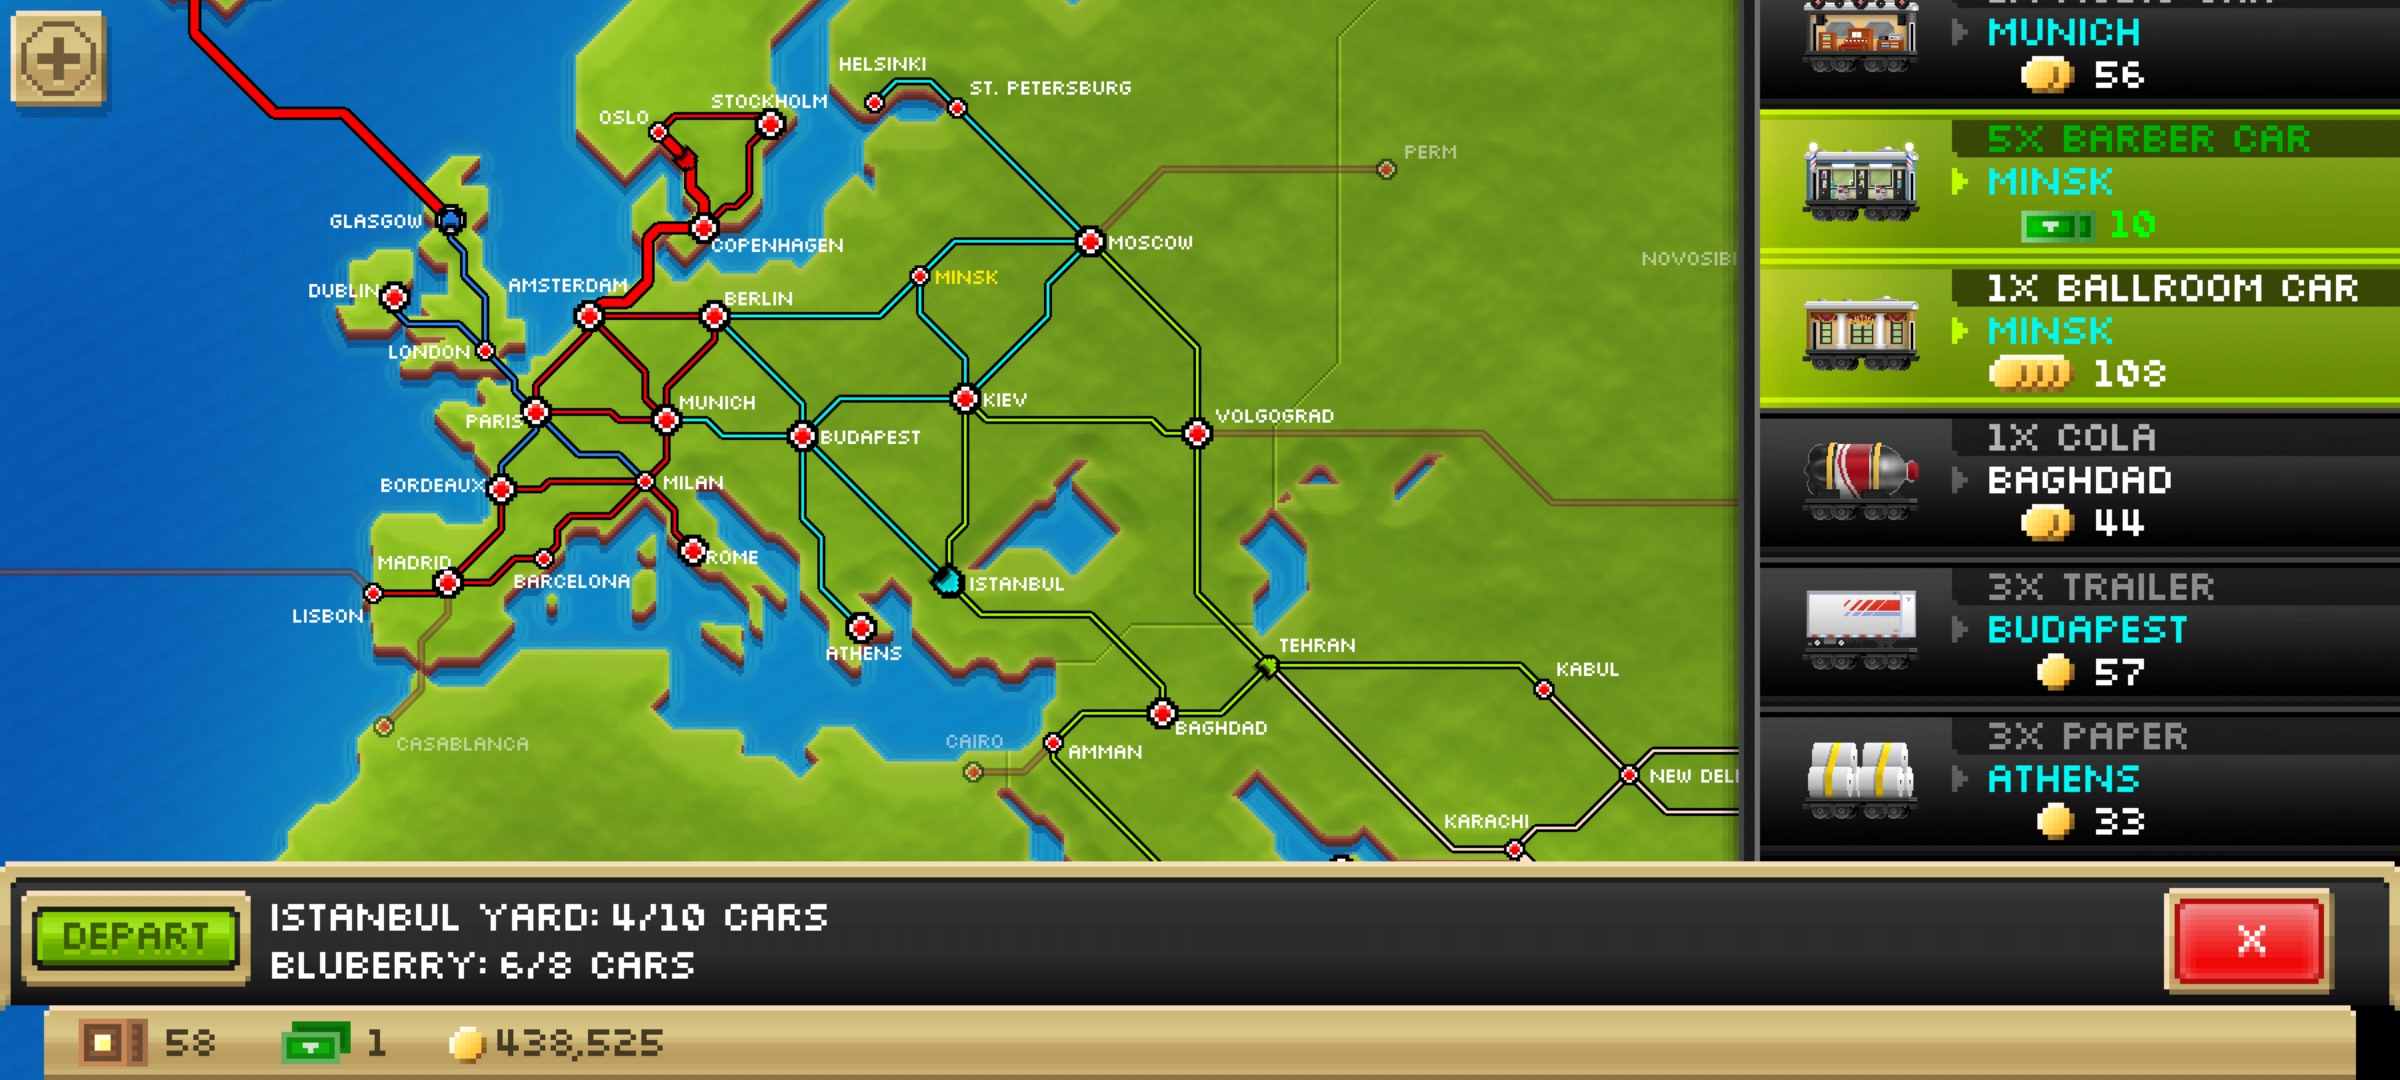 MUNICH
56
5X BARBER CAR
MINSK
10
1X BALLROOM CAR
MINSK
108
1X COLA
BAGHDAD
44
3X TRAILER
BUDAPEST
57
3X PAPER
ATHENS
33
HELSINKI
ST. PETERSBURG
STOCKHOLM
OSLO
PERM
GLASGOW
COPENHAGEN
MOSCOW
NOVOSIB
MINSK
DUBLIN
AMSTERDAM
BERLIN
LONDON
PARIS
MUNICH
KIEV
VOLGOGRAD
BUDAPEST
BORDEAUX
MILAN
MADRID
ROME
BARCELONA
ISTANBUL
LISBON
ATHENS
TEHRAN
KABUL
CASABLANCA
CAIRO
BAGHDAD
AMMAN
NEW DEL
KARACHI
DEPART
ISTANBUL YARD: 4/10 CARS
BLUBERRY: 6/8 CARS
X
58
1
438,525